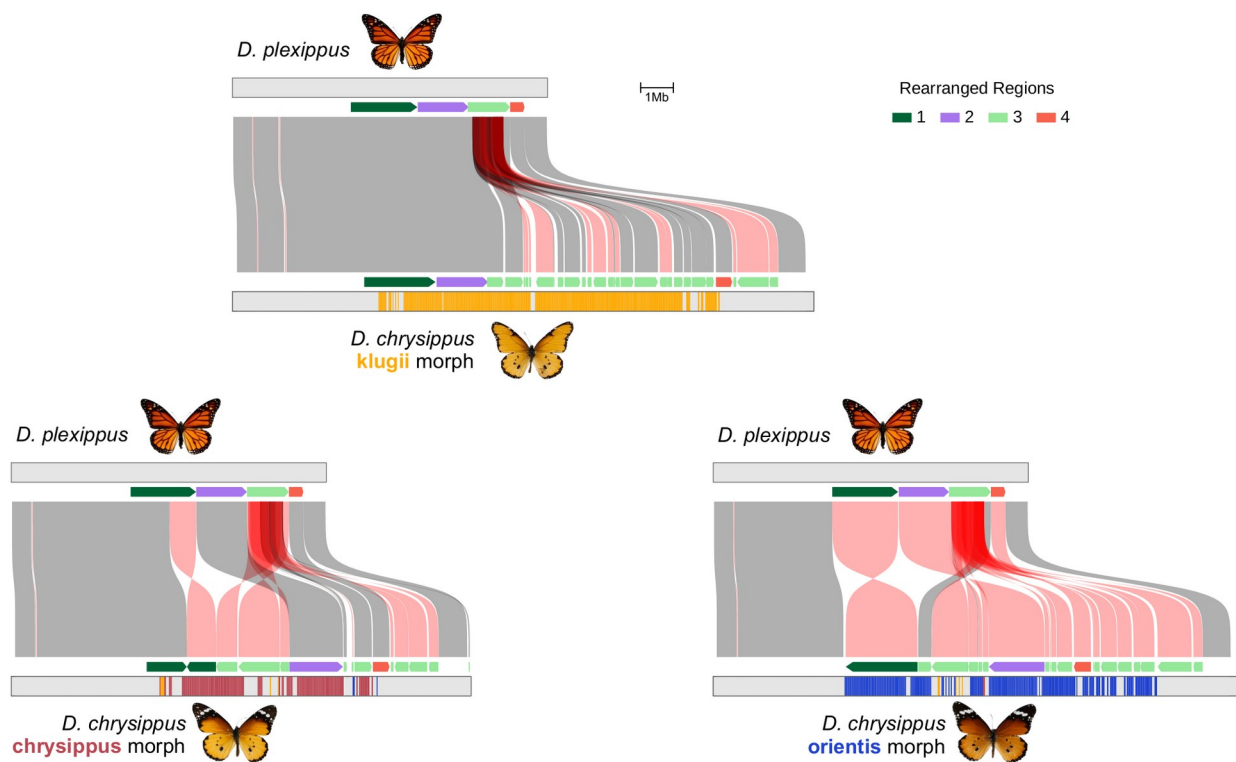 D. plexippus
1Mb
Rearranged Regions
1 2 3 4
D. chrysippus
klugii morph
D. plexippus
D. chrysippus
chrysippus morph
D. plexippus
D. chrysippus
orientis morph